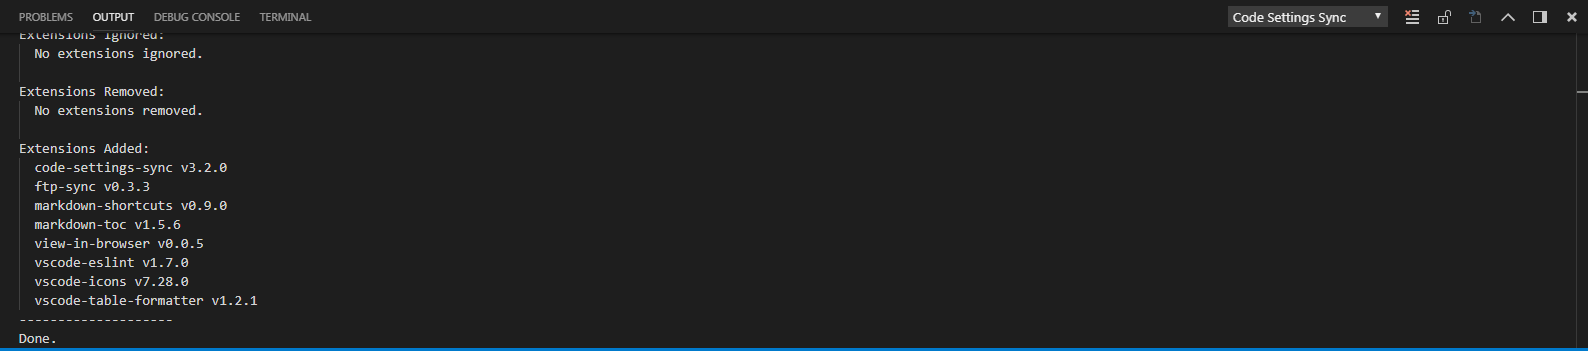 PROBLEMS OUTPUT DEBUG CONSOLE TERMINAL Code Settings Sync
Extensions Ignored:
No extensions ignored.
Extensions Removed:
No extensions removed.
Extensions Added:
code-settings-sync v3.2.0
ftp-sync v0.3.3
markdown-shortcuts v0.9.0
markdown-toc v1.5.6
view-in-browser v0.0.5
vscode-eslint v1.7.0
vscode-icons v7.28.0
vscode-table-formatter v1.2.1
--------------------
Done.